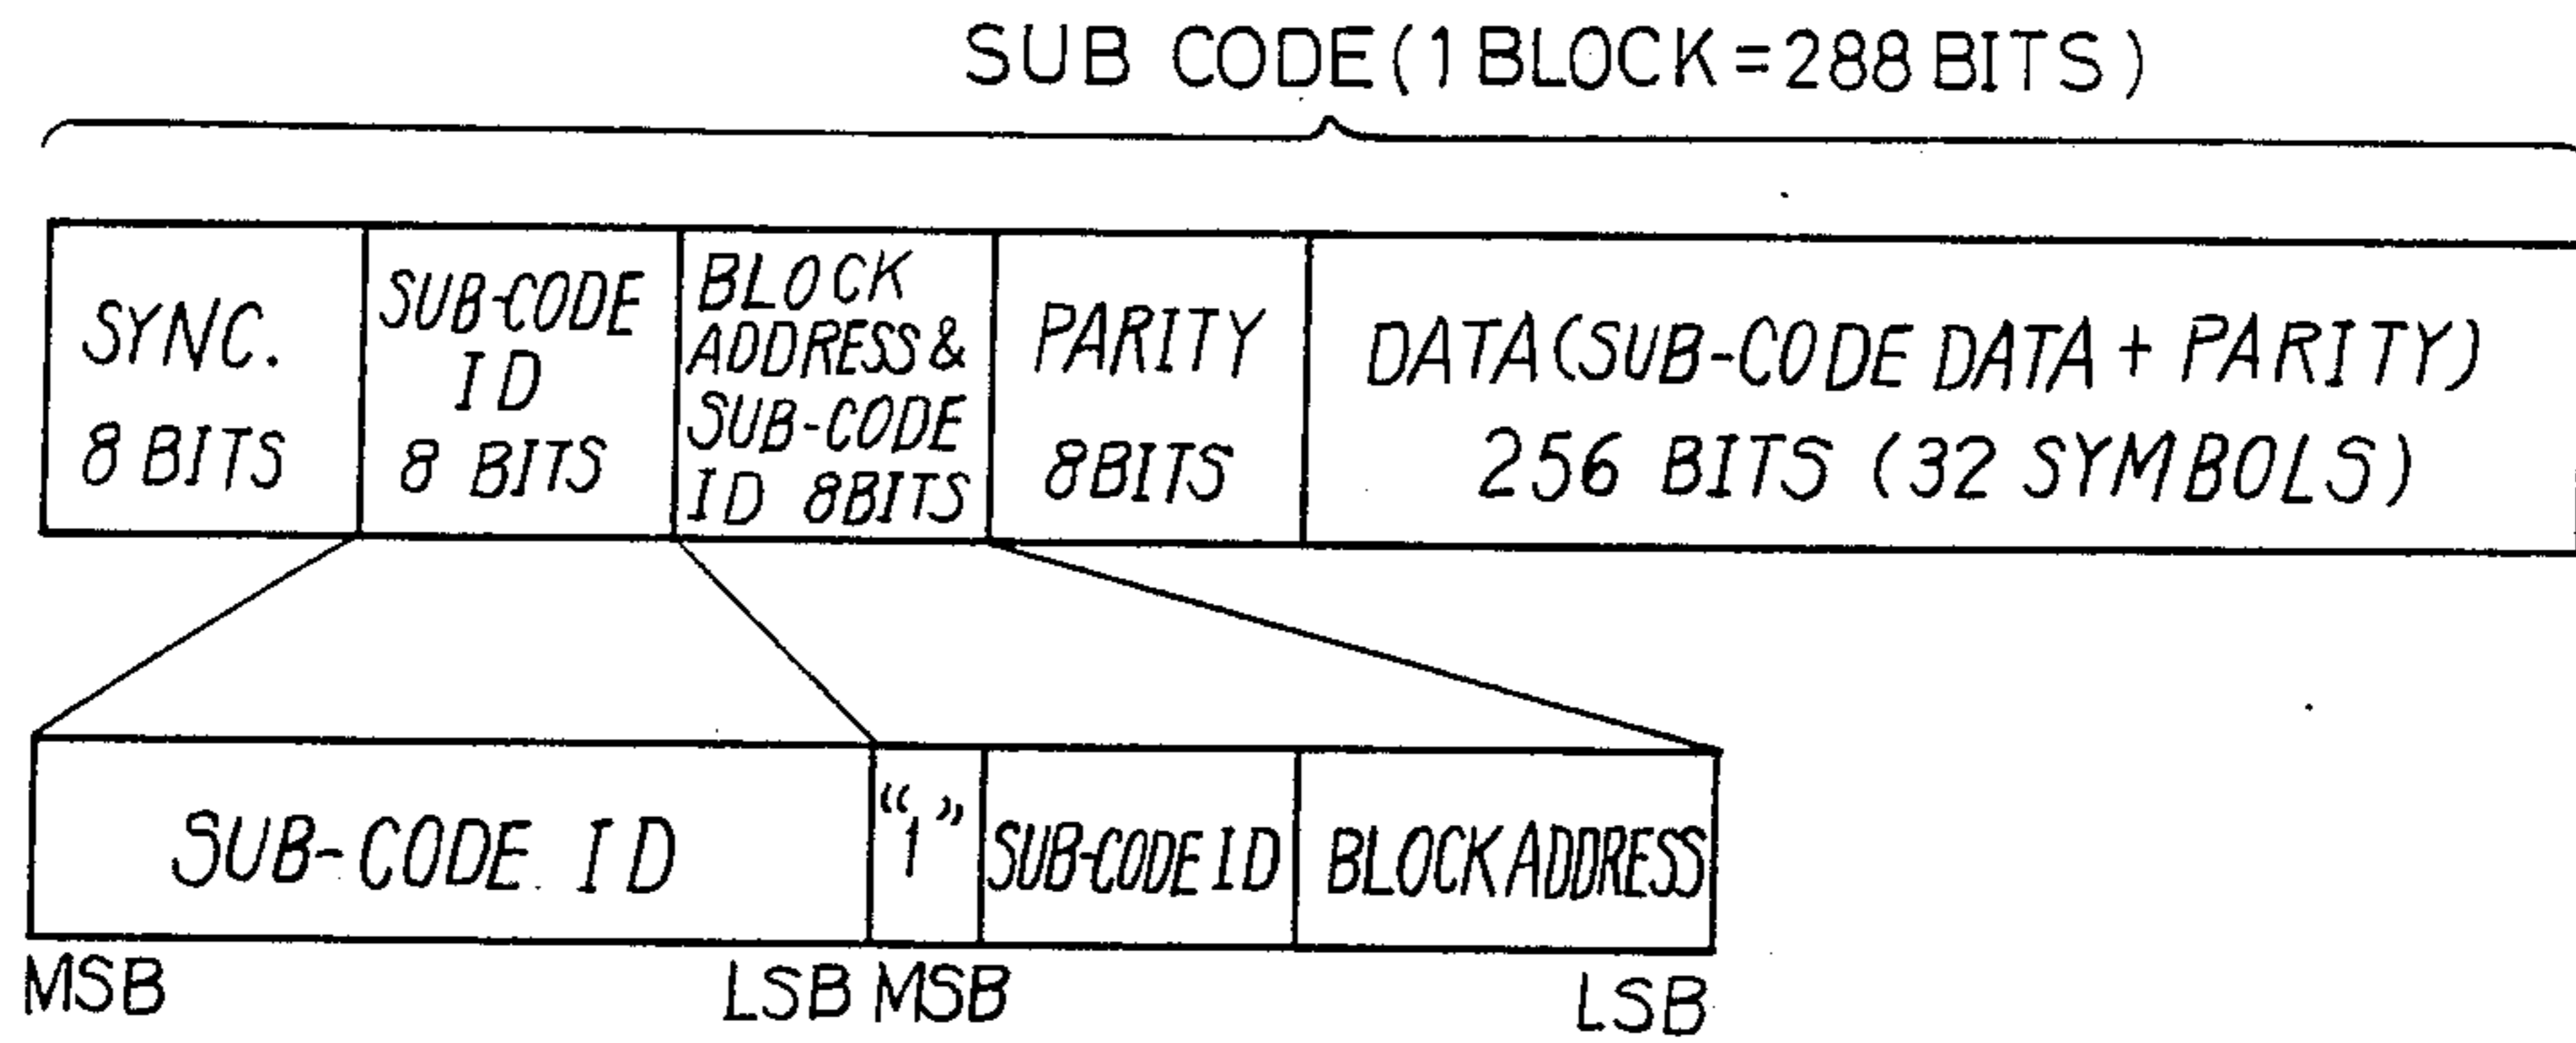 SUB CODE(1 BLOCK=288 BITS)
SYNC.
8 BITS
SUB-CODE
ID
8 BITS
BLOCK
ADDRESS &
SUB-CODE
ID 8BITS
PARITY
8BITS
DATA(SUB-CODE DATA + PARITY)
256 BITS (32 SYMBOLS)
SUB-CODE ID
"1"
SUB-CODE ID
BLOCK ADDRESS
MSB
LSB
MSB
LSB